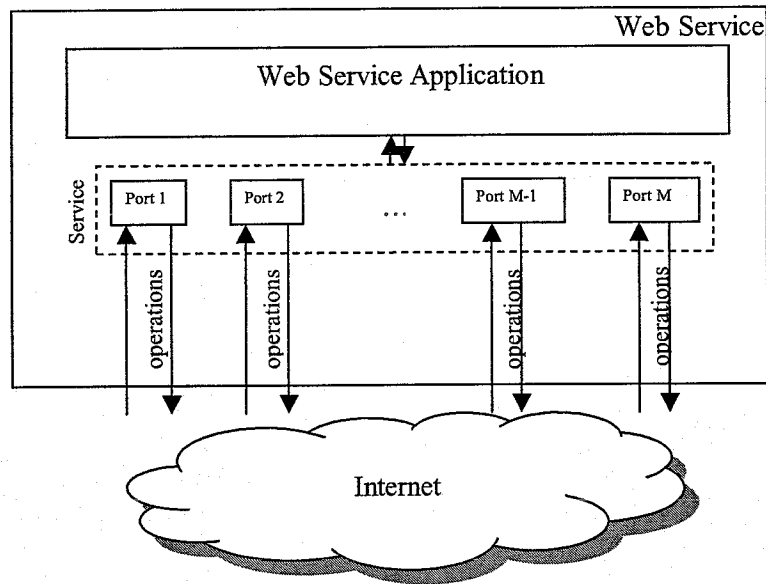 Web Service
Web Service Application
Service
Port 1
Port 2
...
Port M-1
Port M
operations
operations
operations
operations
Internet